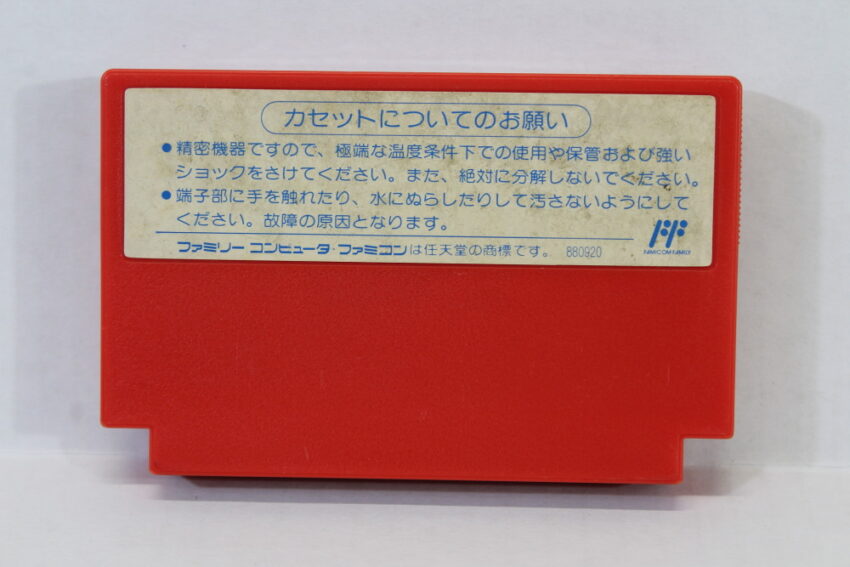 カセットについてのお願い
●精密機器ですので、極端な温度条件下での使用や保管および強い
ショックをさけてください。また、絶対に分解しないでください。
●端子部に手を触れたり、水にぬらしたりして汚さないようにして
ください。故障の原因となります。
FAMICOM FAMILY
ファミリー コンピュータ・ファミコンは任天堂の商標です。 880920